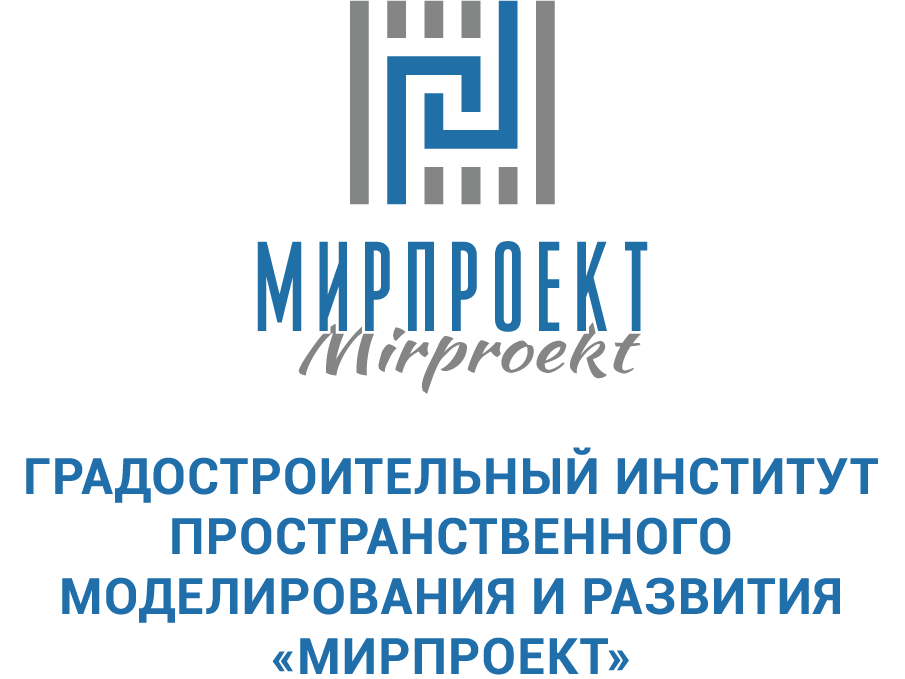 МИРПРОЕКТ
Mirproekt
ГРАДОСТРОИТЕЛЬНЫЙ ИНСТИТУТ
ПРОСТРАНСТВЕННОГО
МОДЕЛИРОВАНИЯ И РАЗВИТИЯ
«МИРПРОЕКТ»